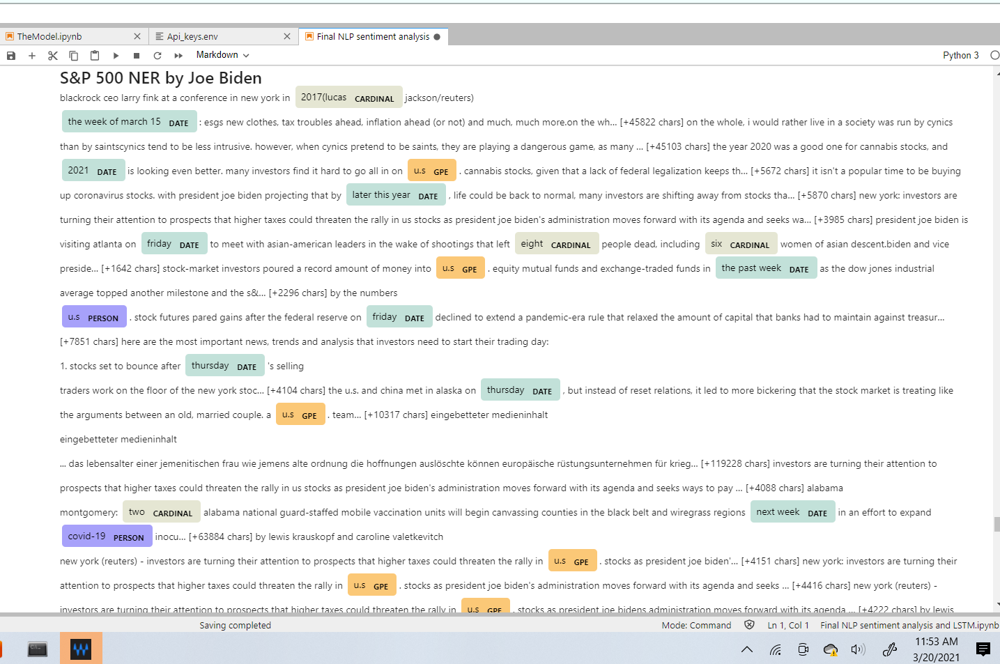 TheModel.ipynb
Api_keys.env
Final NLP sentiment analysis
Markdown
Python 3
S&P 500 NER by Joe Biden
blackrock ceo larry fink at a conference in new york in 2017(lucas CARDINAL jackson/reuters)
the week of march 15 DATE : esgs new clothes, tax troubles ahead, inflation ahead (or not) and much, much more.on the wh... [+45822 chars] on the whole, i would rather live in a society was run by cynics
than by saintscynics tend to be less intrusive. however, when cynics pretend to be saints, they are playing a dangerous game, as many ... [+45103 chars] the year 2020 was a good one for cannabis stocks, and
2021 DATE is looking even better. many investors find it hard to go all in on u.s GPE . cannabis stocks, given that a lack of federal legalization keeps th... [+5672 chars] it isn't a popular time to be buying
up coronavirus stocks. with president joe biden projecting that by later this year DATE , life could be back to normal, many investors are shifting away from stocks tha... [+5870 chars] new york: investors are
turning their attention to prospects that higher taxes could threaten the rally in us stocks as president joe biden's administration moves forward with its agenda and seeks wa... [+3985 chars] president joe biden is
visiting atlanta on friday DATE to meet with asian-american leaders in the wake of shootings that left eight CARDINAL people dead, including six CARDINAL women of asian descent.biden and vice
preside... [+1642 chars] stock-market investors poured a record amount of money into u.s GPE . equity mutual funds and exchange-traded funds in the past week DATE as the dow jones industrial
average topped another milestone and the s&... [+2296 chars] by the numbers
u.s PERSON . stock futures pared gains after the federal reserve on friday DATE declined to extend a pandemic-era rule that relaxed the amount of capital that banks had to maintain against treasur...
[+7851 chars] here are the most important news, trends and analysis that investors need to start their trading day:
1. stocks set to bounce after thursday DATE 's selling
traders work on the floor of the new york stoc... [+4104 chars] the u.s. and china met in alaska on thursday DATE , but instead of reset relations, it led to more bickering that the stock market is treating like
the arguments between an old, married couple. a u.s GPE . team... [+10317 chars] eingebetteter medieninhalt
eingebetteter medieninhalt
... das lebensalter einer jemenitischen frau wie jemens alte ordnung die hoffnungen auslöschte können europäische rüstungsunternehmen für krieg... [+119228 chars] investors are turning their attention to
prospects that higher taxes could threaten the rally in us stocks as president joe biden's administration moves forward with its agenda and seeks ways to pay ... [+4088 chars] alabama
montgomery: two CARDINAL alabama national guard-staffed mobile vaccination units will begin canvassing counties in the black belt and wiregrass regions next week DATE in an effort to expand
covid-19 PERSON inocu... [+63884 chars] by lewis krauskopf and caroline valetkevitch
new york (reuters) - investors are turning their attention to prospects that higher taxes could threaten the rally in u.s GPE . stocks as president joe biden'... [+4151 chars] new york: investors are turning their
attention to prospects that higher taxes could threaten the rally in u.s GPE . stocks as president joe biden's administration moves forward with its agenda and seeks ... [+4416 chars] new york (reuters) -
investors are turning their attention to prospects that higher taxes could threaten the rally in u.s GPE . stocks as president joe bidens administration moves forward with its agenda ... [+4222 chars] by lewis
Saving completed
Mode: Command
Ln 1, Col 1
Final NLP sentiment analysis and LSTM.ipynb
11:53 AM
3/20/2021